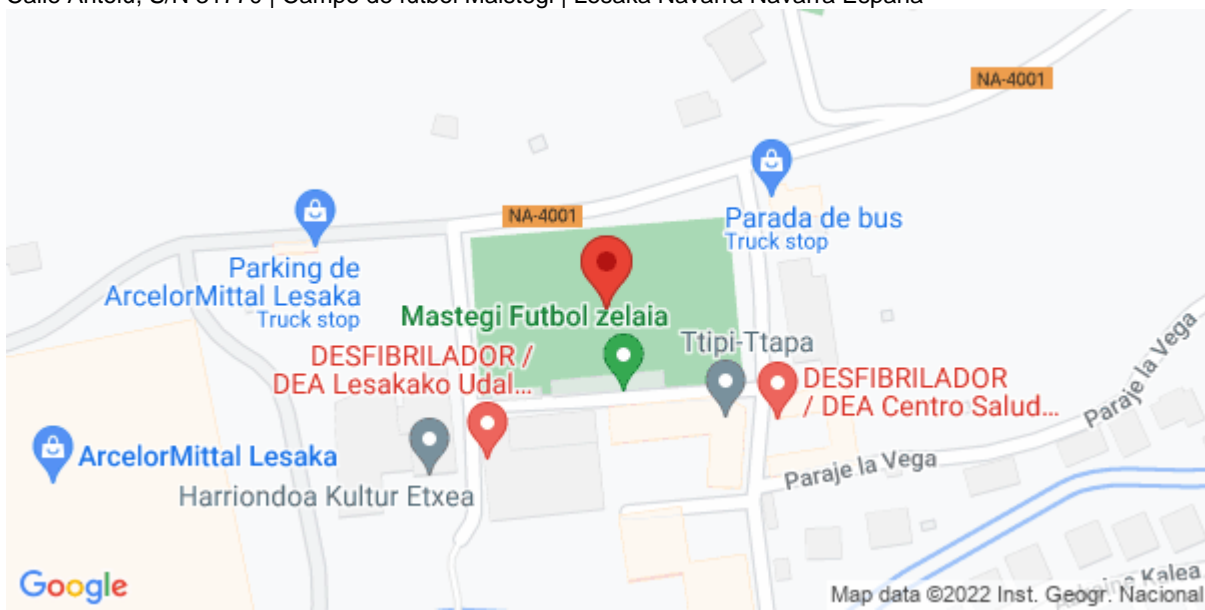 NA-4001
NA-4001
Parada de bus
Truck stop
Parking de
ArcelorMittal Lesaka
Truck stop
Mastegi Futbol zelaia
Ttipi-Ttapa
DESFIBRILADOR /
DEA Lesakako Udal...
DESFIBRILADOR
/ DEA Centro Salud...
Paraje la Vega
ArcelorMittal Lesaka
Paraje la Vega
Harriondoa Kultur Etxea
Kalea
Google
Map data ©2022 Inst. Geogr. Nacional